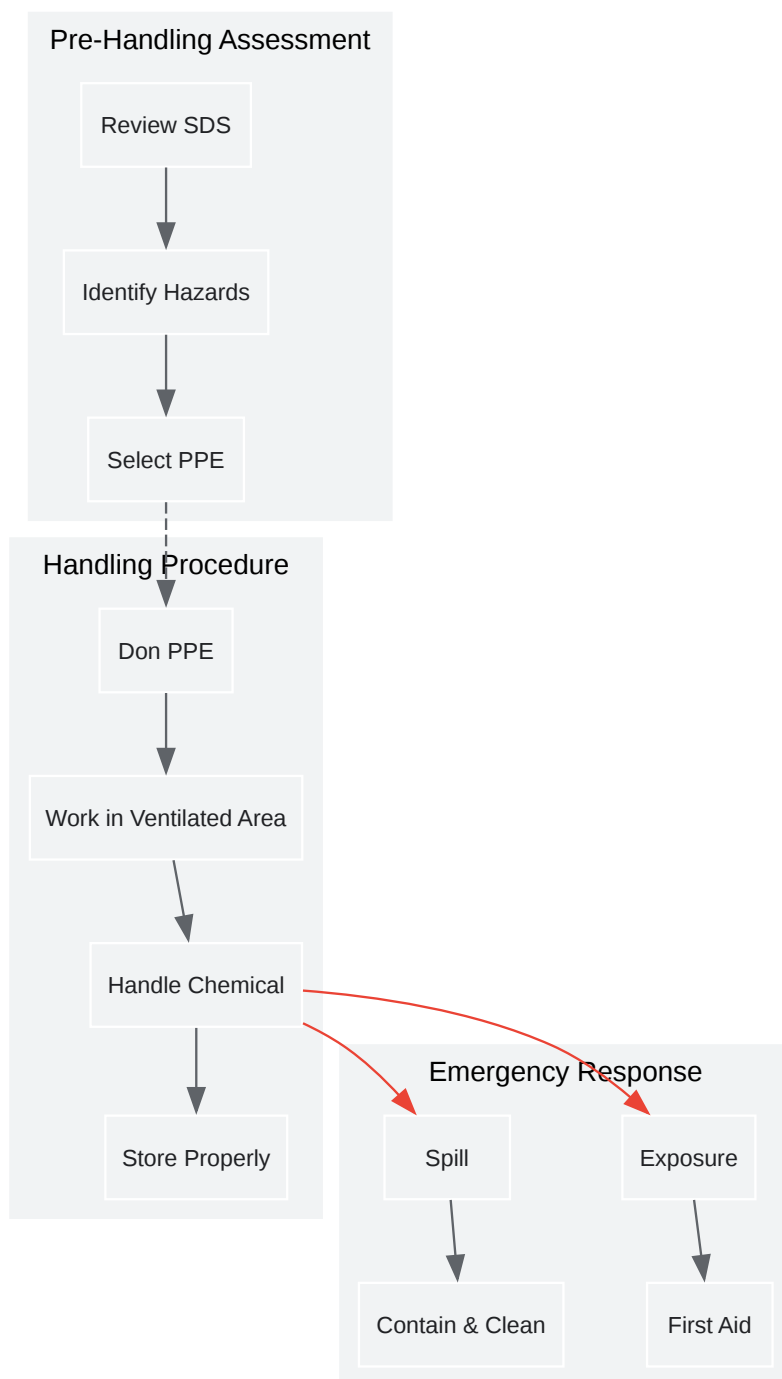 Pre-Handling Assessment
Review SDS
Identify Hazards
Select PPE
Handling Procedure
Don PPE
Work in Ventilated Area
Handle Chemical
Store Properly
Emergency Response
Spill
Exposure
Contain & Clean
First Aid